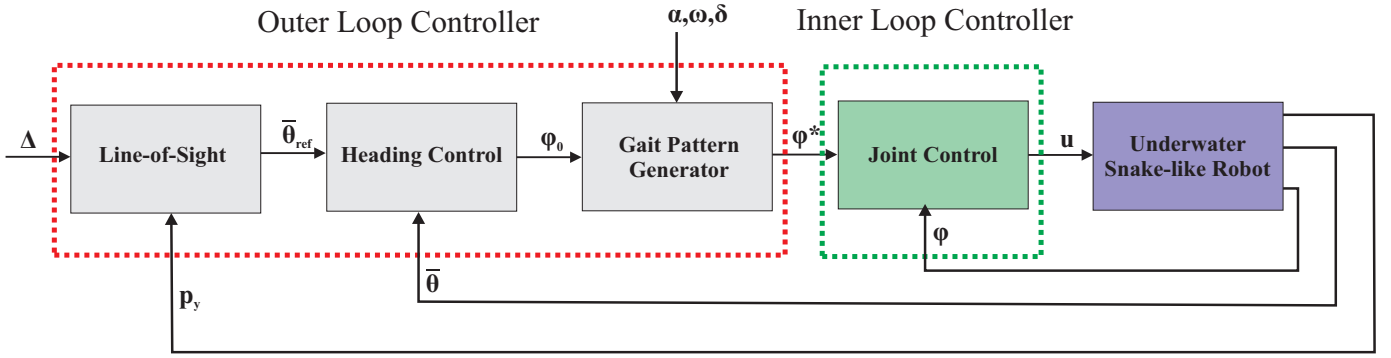 Outer Loop Controller
α,ω,δ
Inner Loop Controller
Δ
Line-of-Sight
θ̅ref
Heading Control
φ0
Gait Pattern
Generator
φ*
Joint Control
u
Underwater
Snake-like Robot
φ
θ̅
py